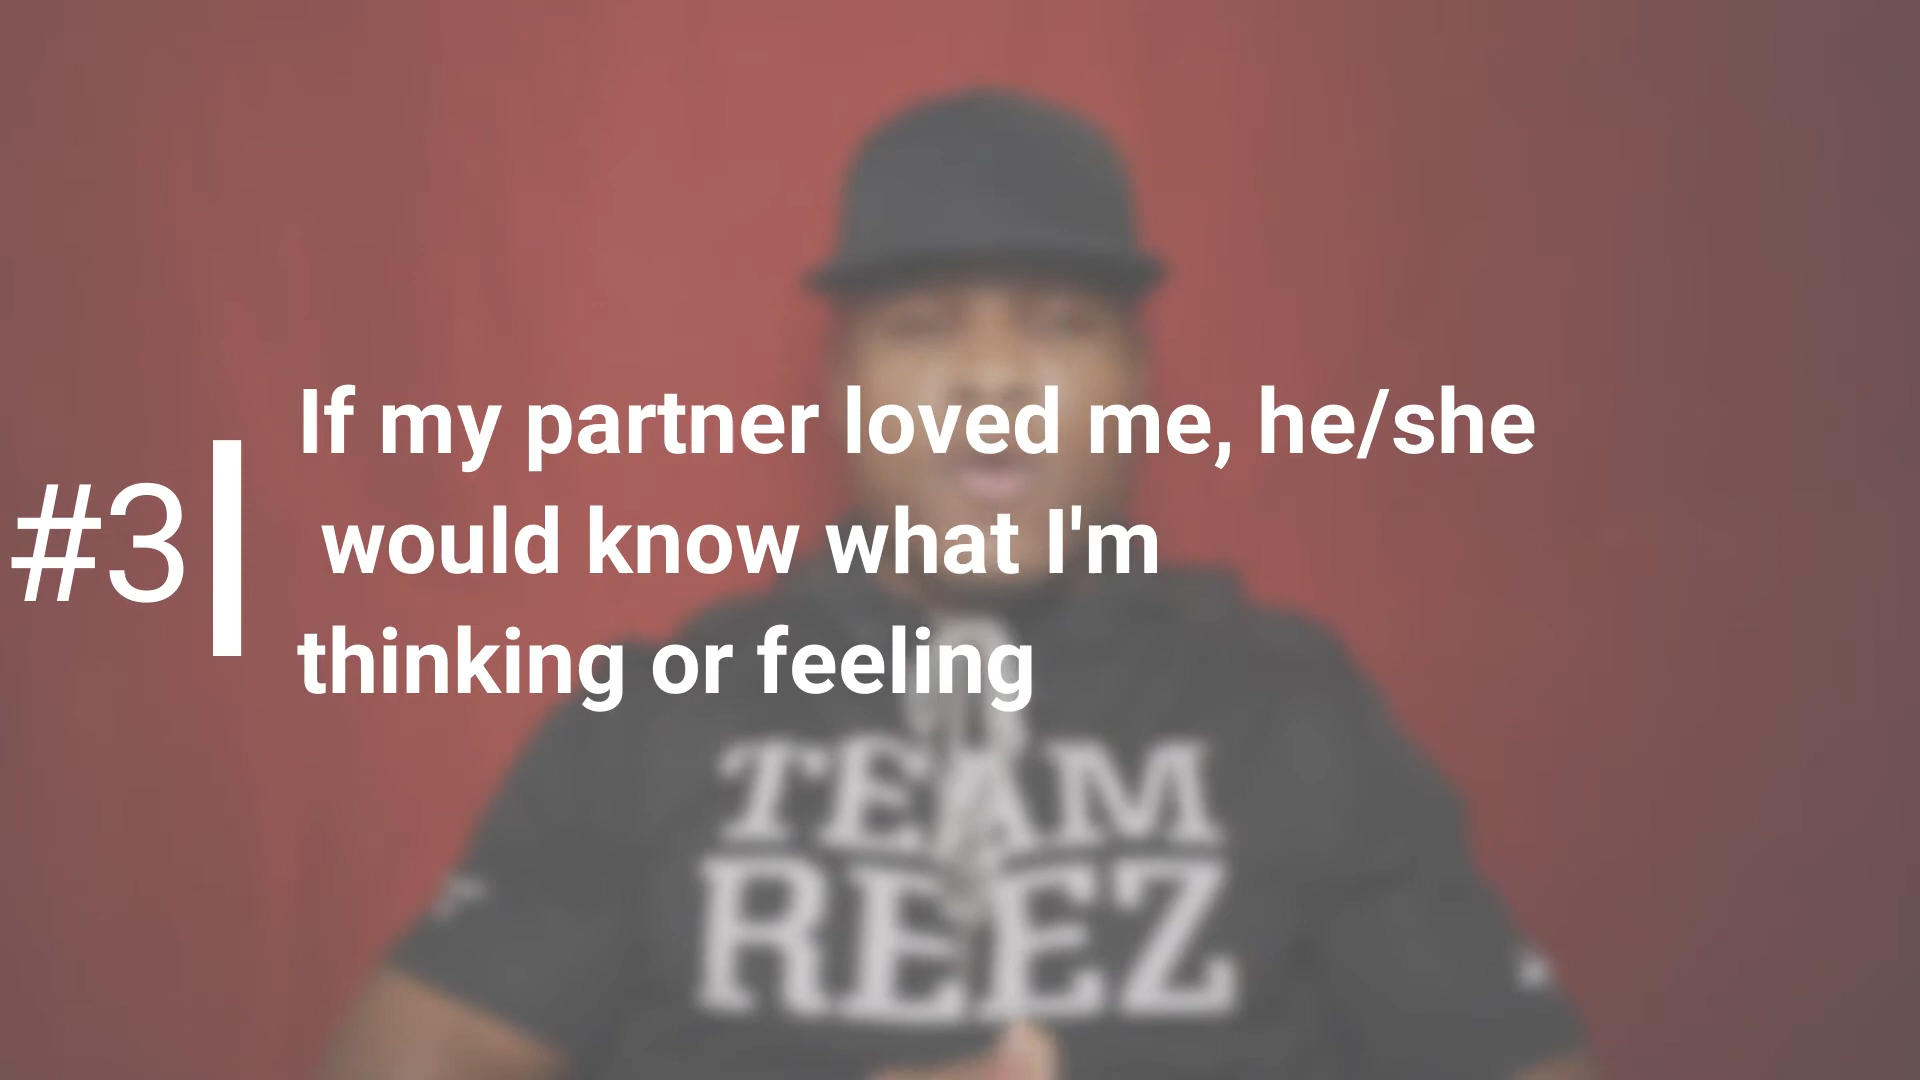 #3
If my partner loved me, he/she
would know what I'm
thinking or feeling
TEAM
REEZ